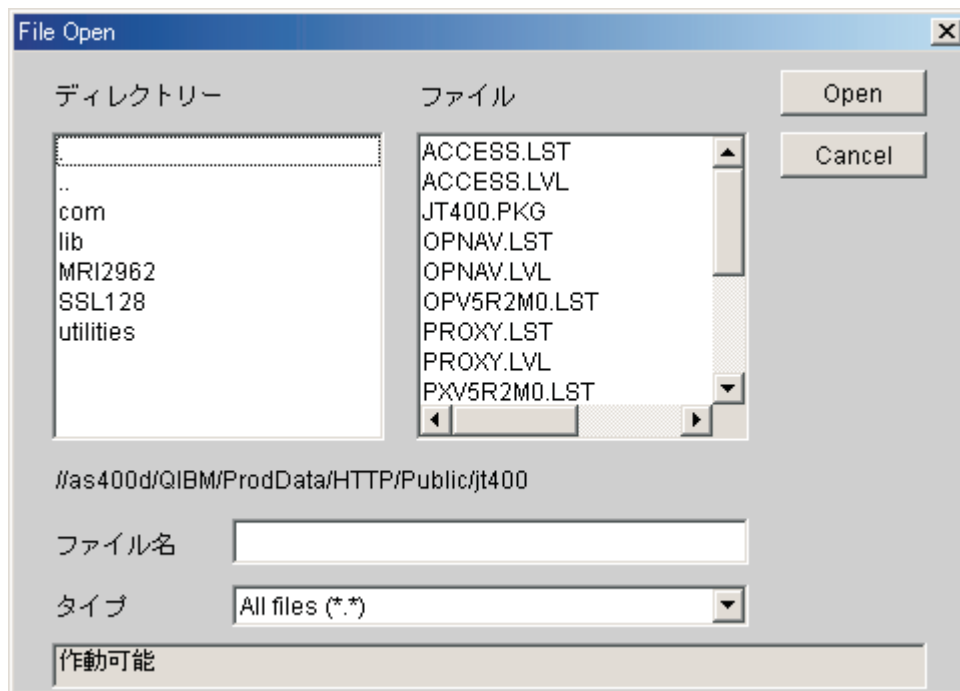 File Open
ディレクトリー
ファイル
Open
Cancel
.
..
com
lib
MRI2962
SSL128
utilities
ACCESS.LST
ACCESS.LVL
JT400.PKG
OPNAV.LST
OPNAV.LVL
OPV5R2M0.LST
PROXY.LST
PROXY.LVL
PXV5R2M0.LST
//as400d/QIBM/ProdData/HTTP/Public/jt400
ファイル名
タイプ
All files (*.*)
作動可能